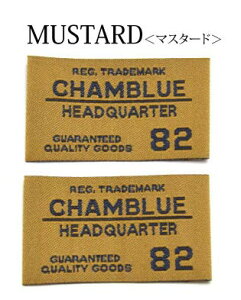 MUSTARD<マスタード>
REG. TRADEMARK
CHAMBLUE
HEADQUARTER
GUARANTEED
QUALITY GOODS 82
REG. TRADEMARK
CHAMBLUE
HEADQUARTER
GUARANTEED
QUALITY GOODS 82